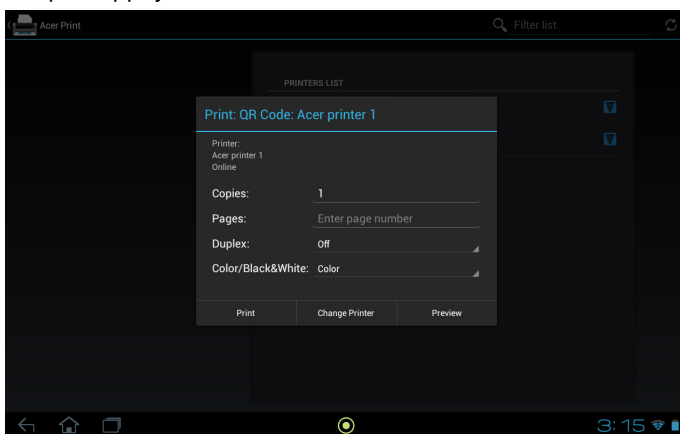 Acer Print
Filter list
PRINTERS LIST
Print: QR Code: Acer printer 1
Printer:
Acer printer 1
Online
Copies: 1
Pages: Enter page number
Duplex: Off
Color/Black&White: Color
Print Change Printer Preview
3:15